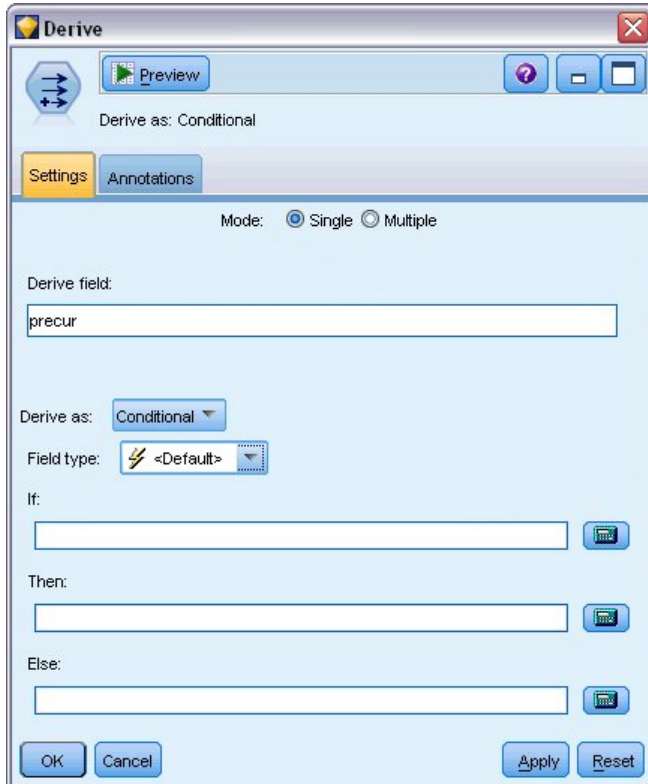 Derive
Preview
Derive as: Conditional
Settings Annotations
Mode: Single Multiple
Derive field:
precur
Derive as: Conditional
Field type: <Default>
If:
Then:
Else:
OK Cancel Apply Reset